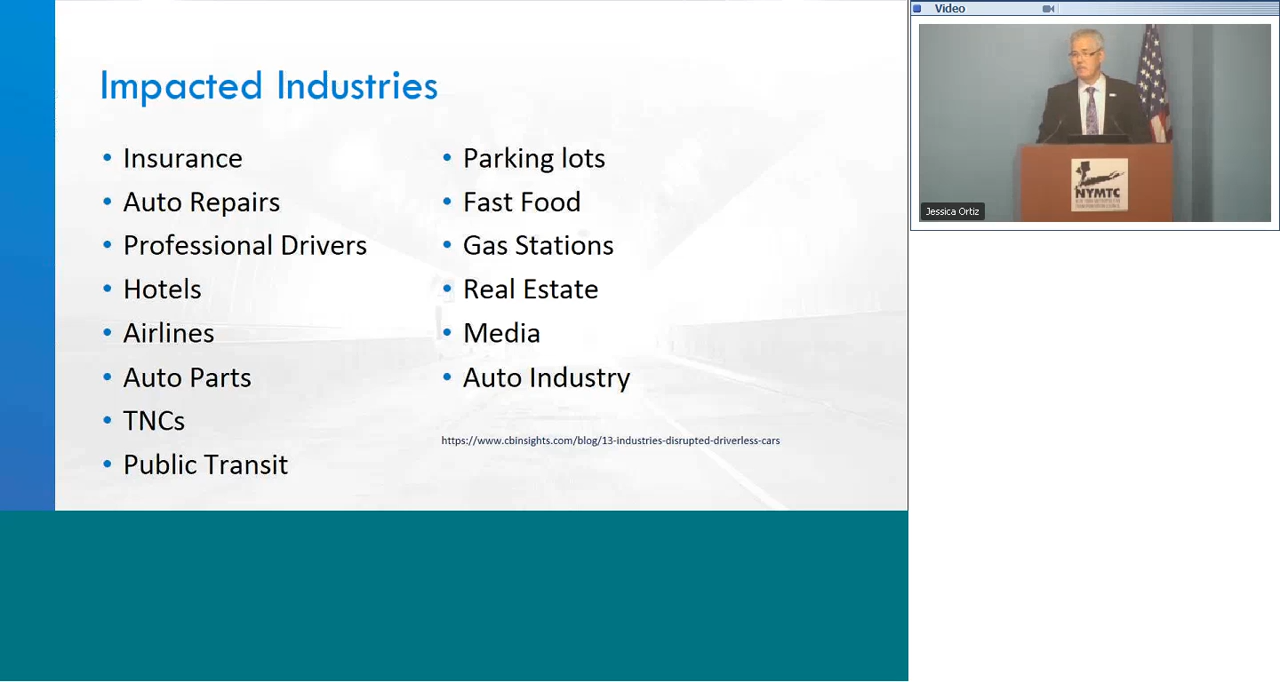 Impacted Industries
Insurance
Auto Repairs
Professional Drivers
Hotels
Airlines
Auto Parts
TNCs
Public Transit
Parking lots
Fast Food
Gas Stations
Real Estate
Media
Auto Industry
https://www.cbinsights.com/blog/13-industries-disrupted-driverless-cars
Video
NYMTC
Jessica Ortiz